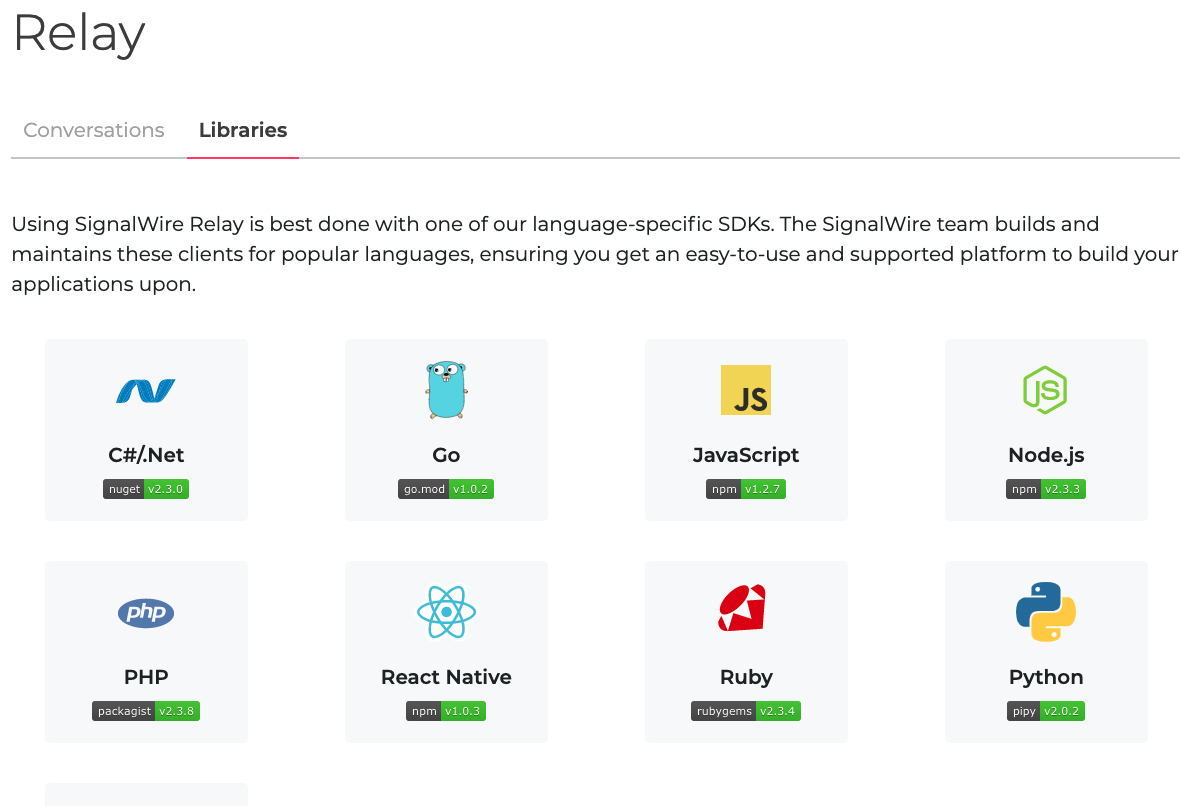 Relay
Conversations Libraries
Using SignalWire Relay is best done with one of our language-specific SDKs. The SignalWire team builds and
maintains these clients for popular languages, ensuring you get an easy-to-use and supported platform to build your
applications upon.
JS JS
C#/.Net Go JavaScript Node.js
nuget v2.3.0 go.mod v1.0.2 npm v1.2.7 npm v2.3.3
php
PHP React Native Ruby Python
packagist v2.3.8 npm v1.0.3 rubygems v2.3.4 pipy v2.0.2